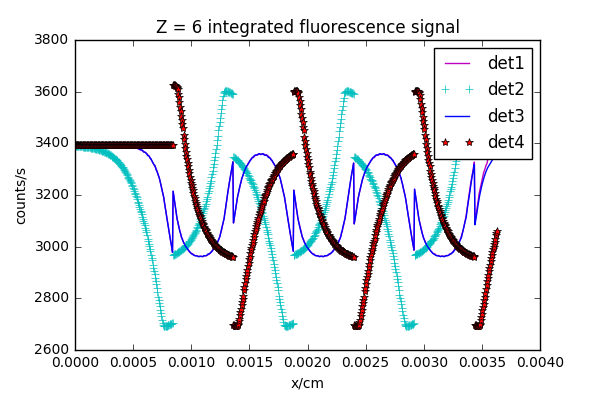 Z = 6 integrated fluorescence signal
3800
3600
3400
3200
3000
2800
2600
counts/s
det1
det2
det3
det4
0.0000 0.0005 0.0010 0.0015 0.0020 0.0025 0.0030 0.0035 0.0040
x/cm